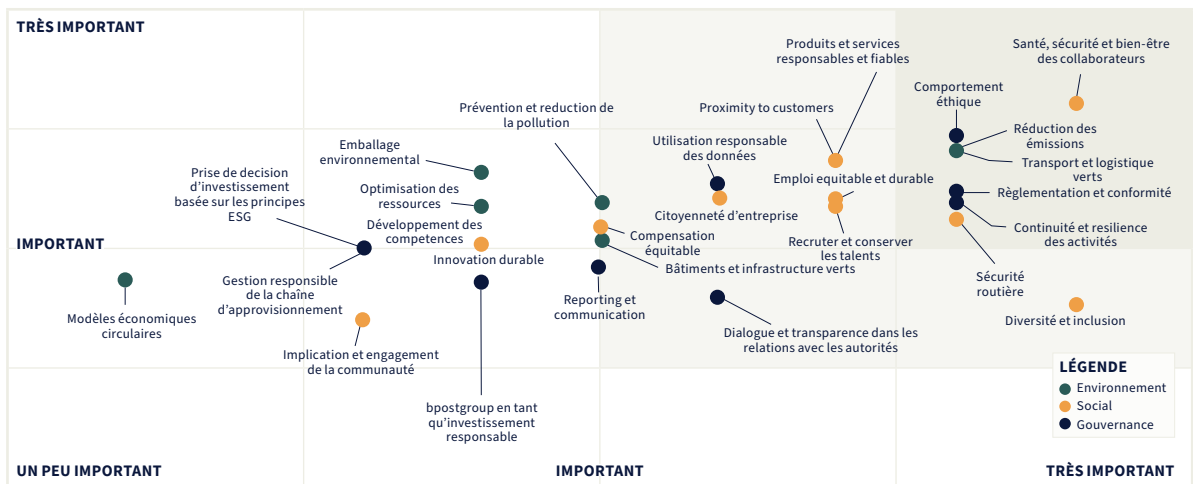 TRÈS IMPORTANT
Produits et services
responsables et fiables
Santé, sécurité et bien-être
des collaborateurs
Comportement
éthique
Prévention et reduction de
la pollution
Proximity to customers
Réduction des
émissions
Emballage
environnemental
Utilisation responsable
des données
Transport et logistique
verts
Prise de decision
d’investissement
basée sur les principes
ESG
Optimisation des
ressources
Emploi equitable et durable
Règlementation et conformité
Développement des
competences
Citoyenneté d’entreprise
Compensation
équitable
Recruter et conserver
les talents
Continuité et resilience
des activités
IMPORTANT
Innovation durable
Bâtiments et infrastructure verts
Gestion responsible
de la chaîne
d’approvisionnement
Sécurité
routière
Reporting et
communication
Modèles économiques
circulaires
Diversité et inclusion
Dialogue et transparence dans les
relations avec les autorités
Implication et engagement
de la communauté
LÉGENDE
Environnement
Social
Gouvernance
bpostgroup en tant
qu’investissement
responsable
UN PEU IMPORTANT
IMPORTANT
TRÈS IMPORTANT